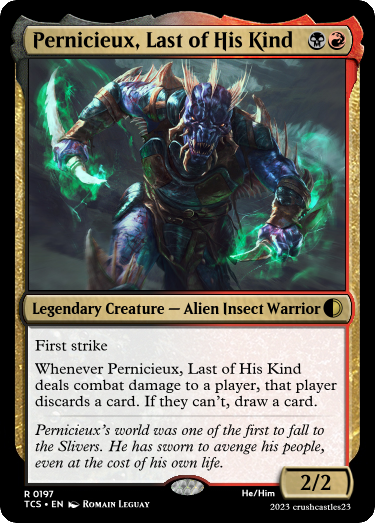 Pernicieux, Last of His Kind
Legendary Creature — Alien Insect Warrior
First strike
Whenever Pernicieux, Last of His Kind
deals combat damage to a player, that player
discards a card. If they can't, draw a card.
Pernicieux's world was one of the first to fall to
the Slivers. He has sworn to avenge his people,
even at the cost of his own life.
2/2
R 0197
TCS • EN Romain Leguay
He/Him
2023 crushcastles23